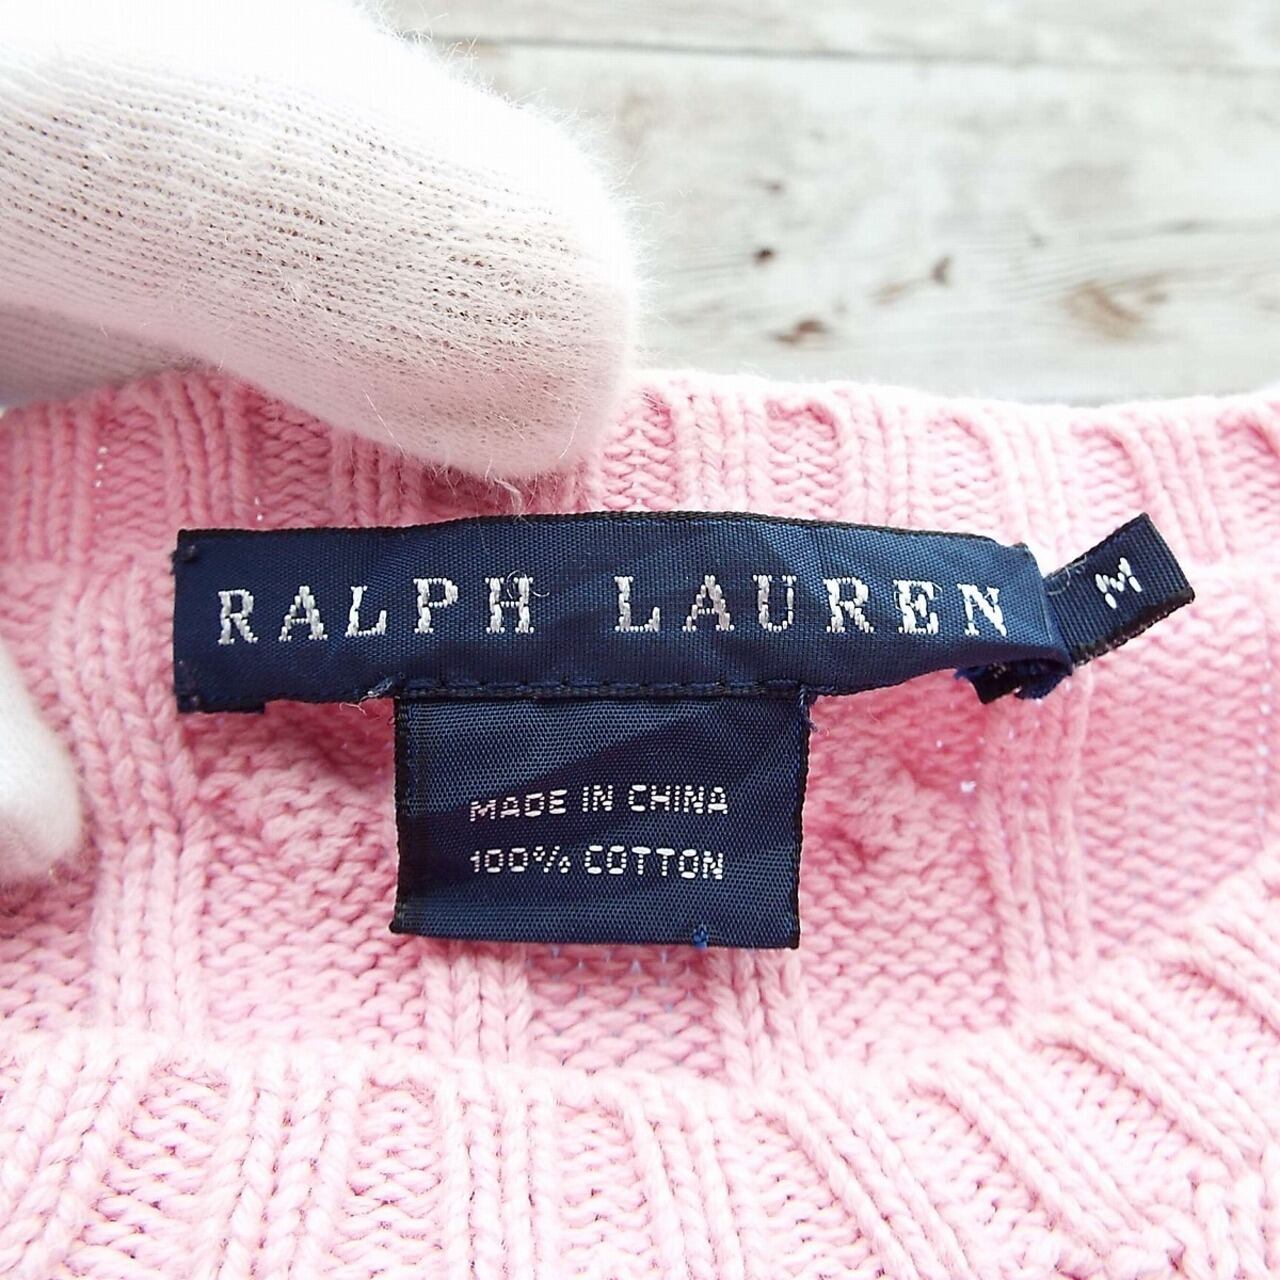 RALPH LAUREN
M
MADE IN CHINA
100% COTTON